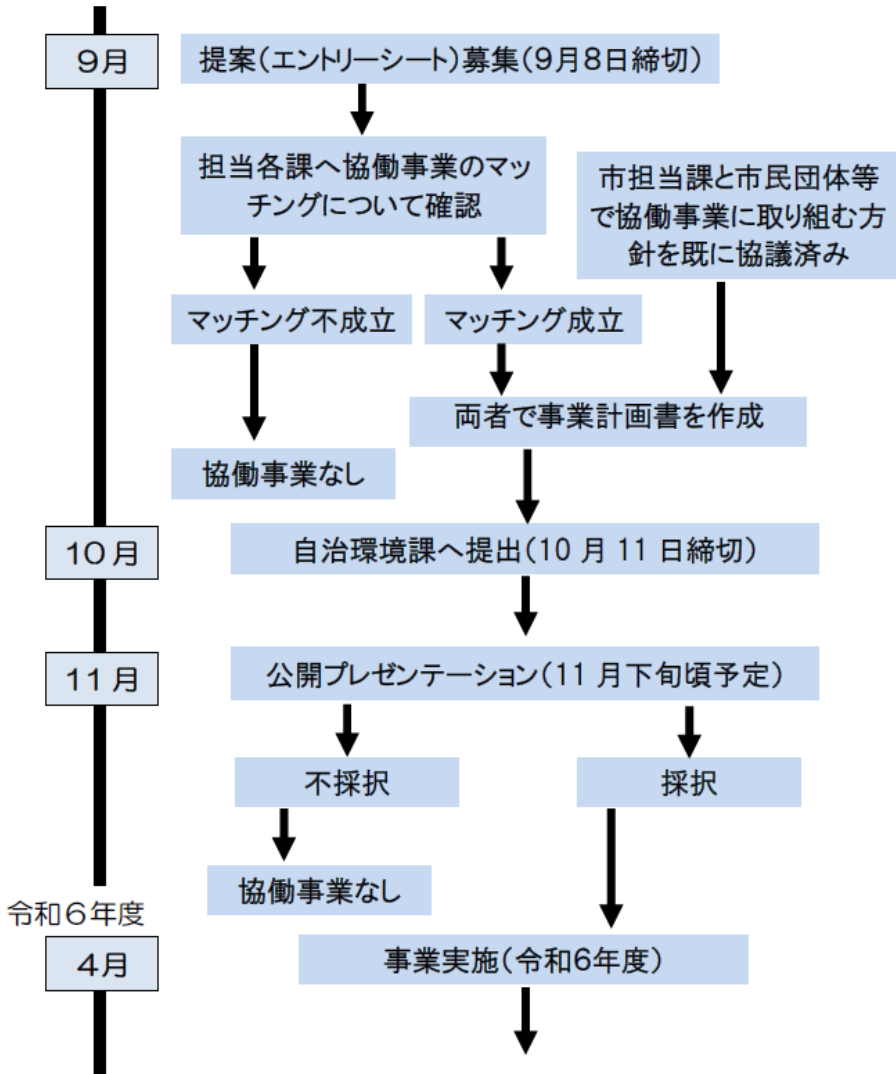 9月
提案(エントリーシート)募集(9月8日締切)
担当各課へ協働事業のマッ
チングについて確認
市担当課と市民団体等
で協働事業に取り組む方
針を既に協議済み
マッチング不成立
マッチング成立
両者で事業計画書を作成
協働事業なし
10月
自治環境課へ提出(10 月 11 日締切)
11月
公開プレゼンテーション(11 月下旬頃予定)
不採択
採択
協働事業なし
令和6年度
4月
事業実施(令和6年度)